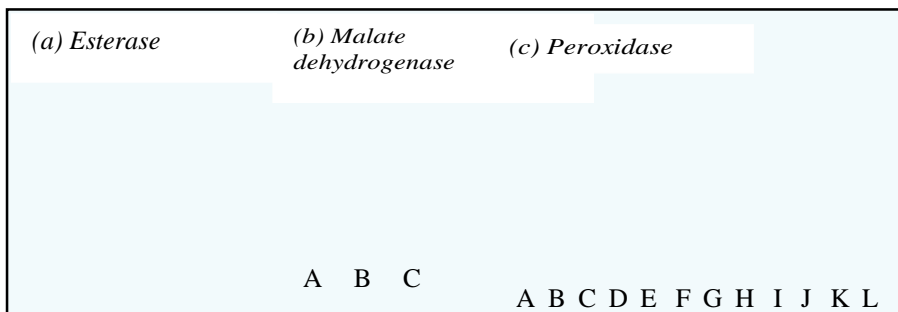 (a) Esterase
(b) Malate
dehydrogenase
(c) Peroxidase
A B C
A B C D E F G H I J K L